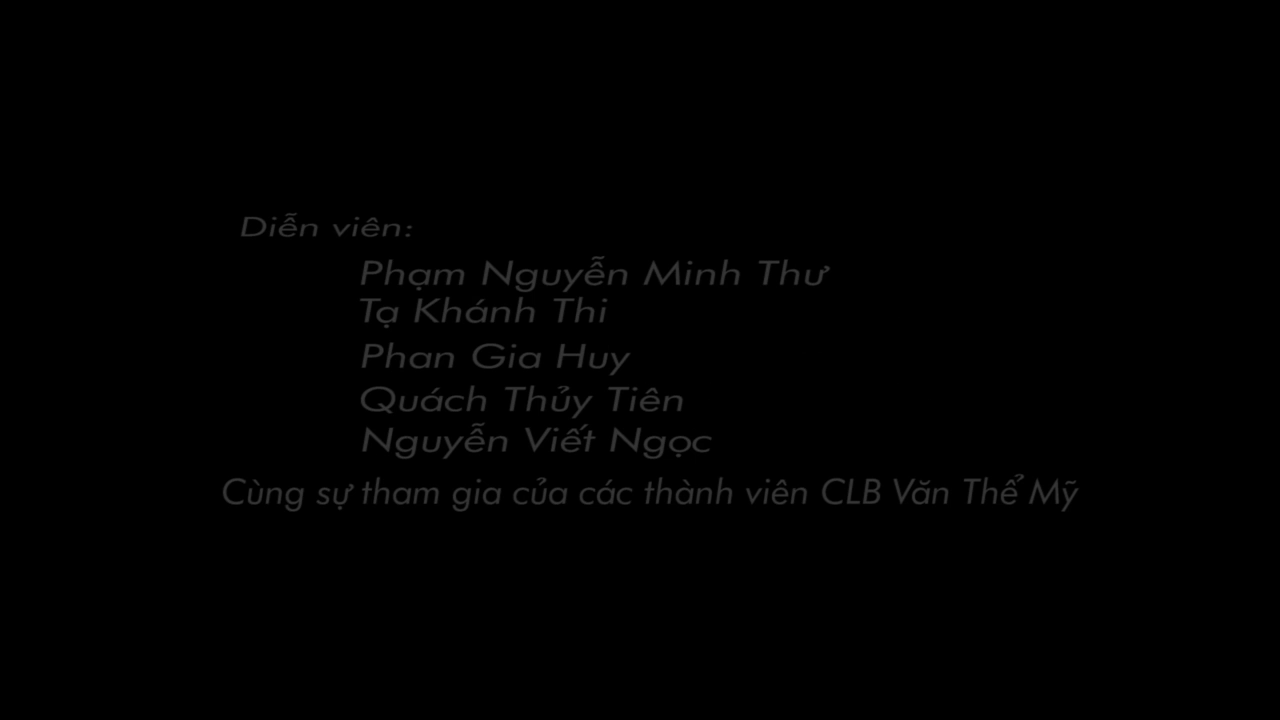 Diễn viên:
Phạm Nguyễn Minh Thư
Tạ Khánh Thi
Phan Gia Huy
Quách Thủy Tiên
Nguyễn Viết Ngọc
Cùng sự tham gia của các thành viên CLB Văn Thể Mỹ